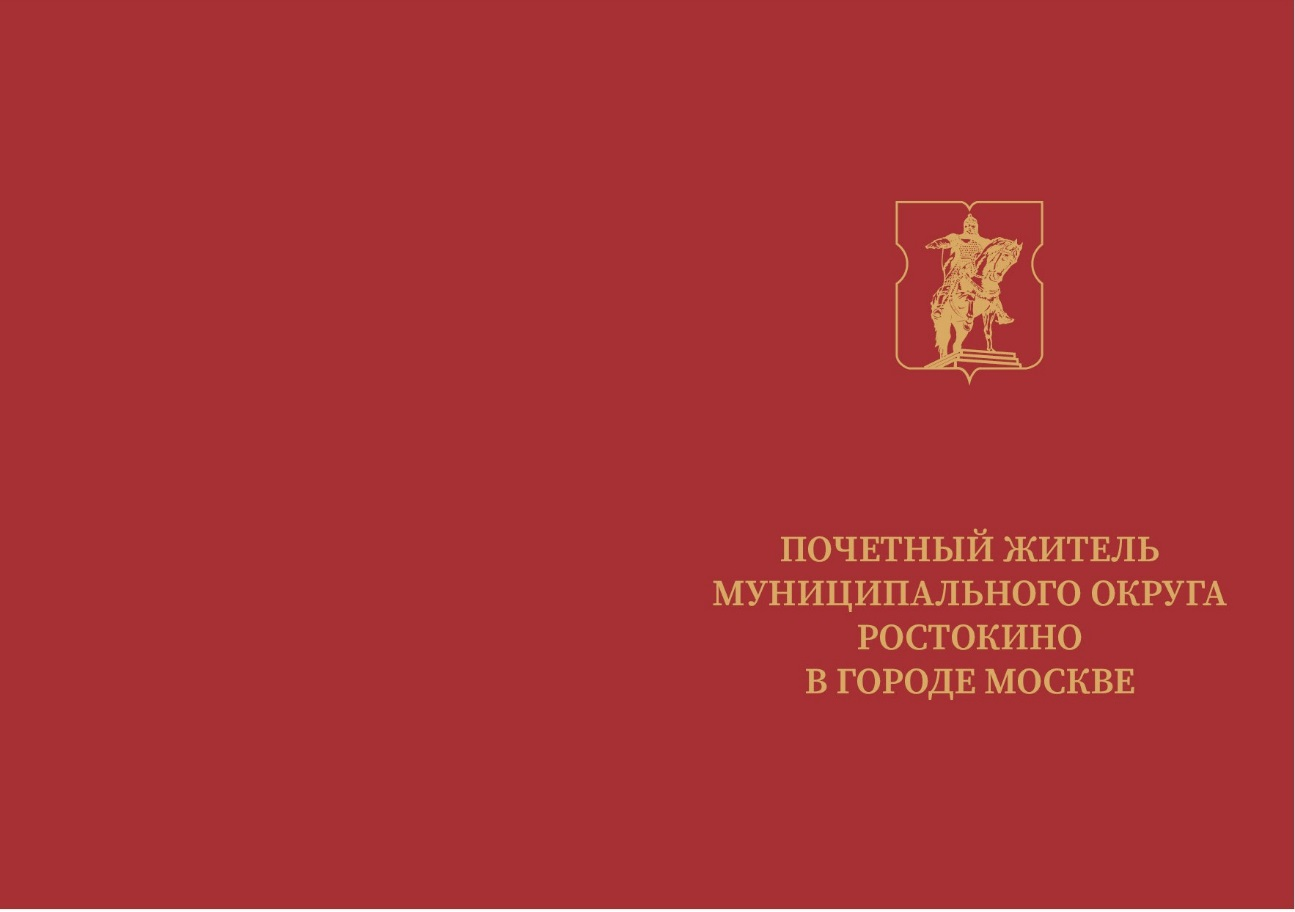 ПОЧЕТНЫЙ ЖИТЕЛЬ
МУНИЦИПАЛЬНОГО ОКРУГА
РОСТОКИНО
В ГОРОДЕ МОСКВЕ